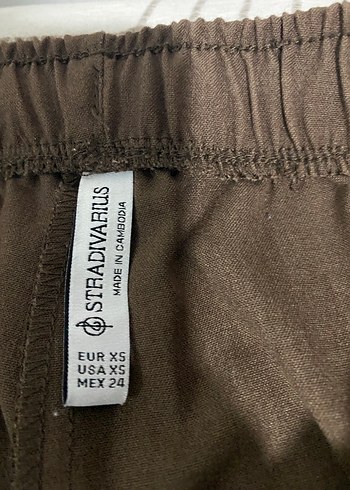 STRADIVARIUS
MADE IN CAMBODIA
EUR XS
USA XS
MEX 24